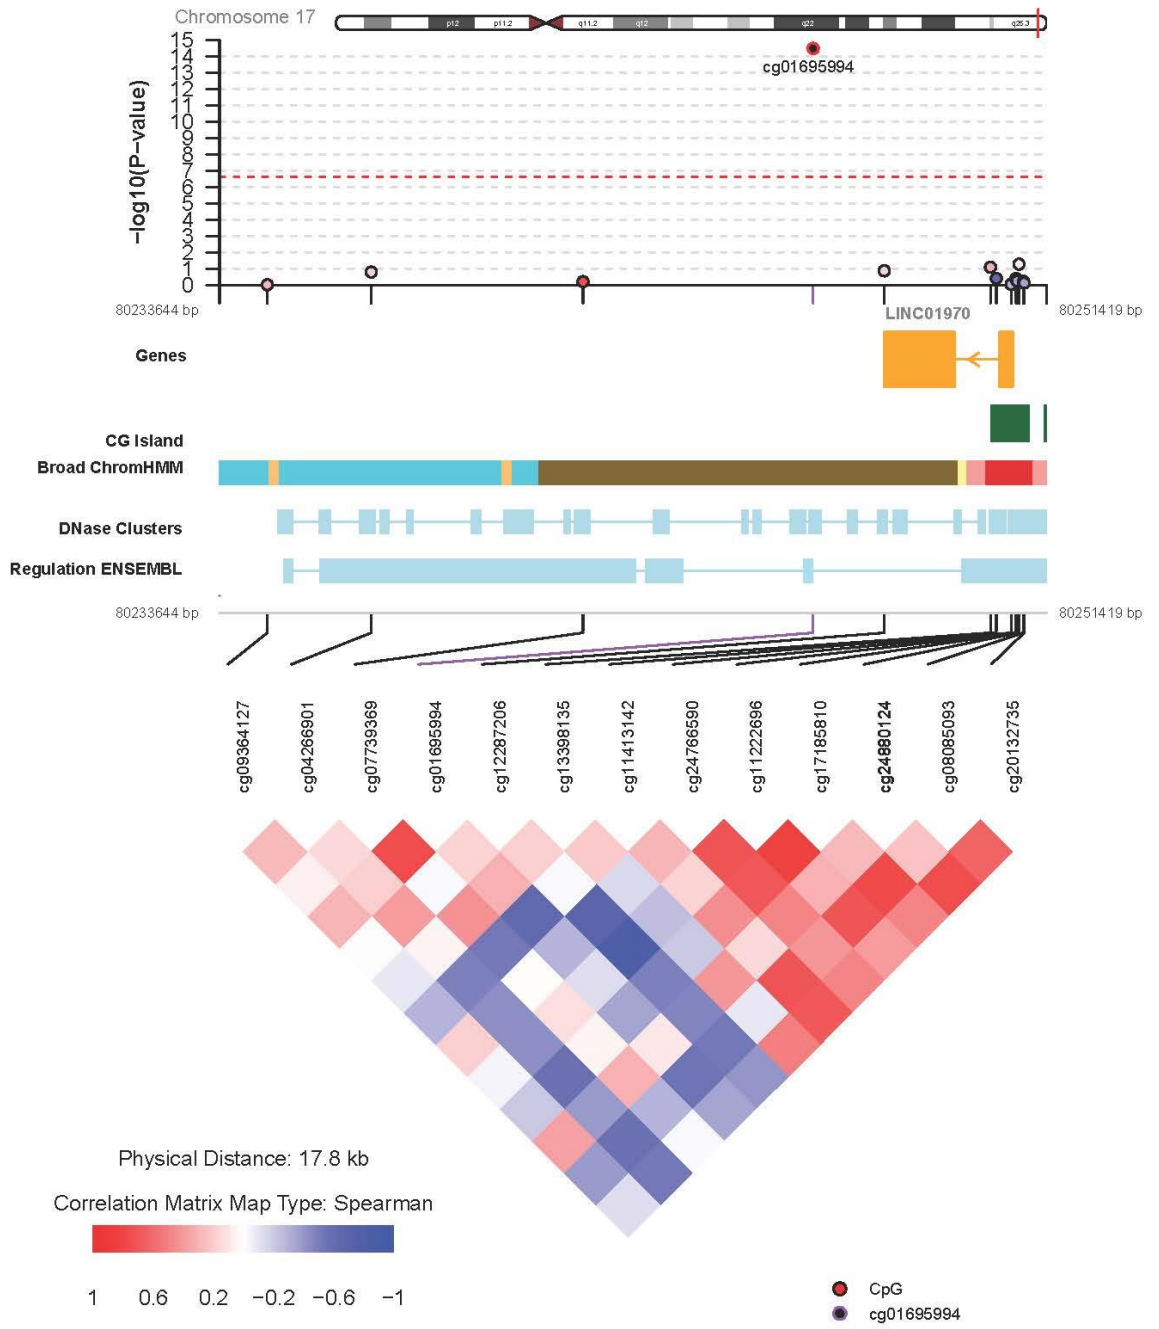 Chromosome 17
p12 p11.2 q11.2 q12 q22 q25.3
15
14
13
12
11
10
9
8
7
6
5
4
3
2
1
0
−log10(P−value)
cg01695994
80233644 bp
80251419 bp
LINC01970
Genes
CG Island
Broad ChromHMM
DNase Clusters
Regulation ENSEMBL
80233644 bp
80251419 bp
cg09364127
cg04266901
cg07739369
cg01695994
cg12287206
cg13398135
cg11413142
cg24766590
cg11222696
cg17185810
cg08085093
cg20132735
Physical Distance: 17.8 kb
Correlation Matrix Map Type: Spearman
1 0.6 0.2 −0.2 −0.6 −1
CpG
cg01695994